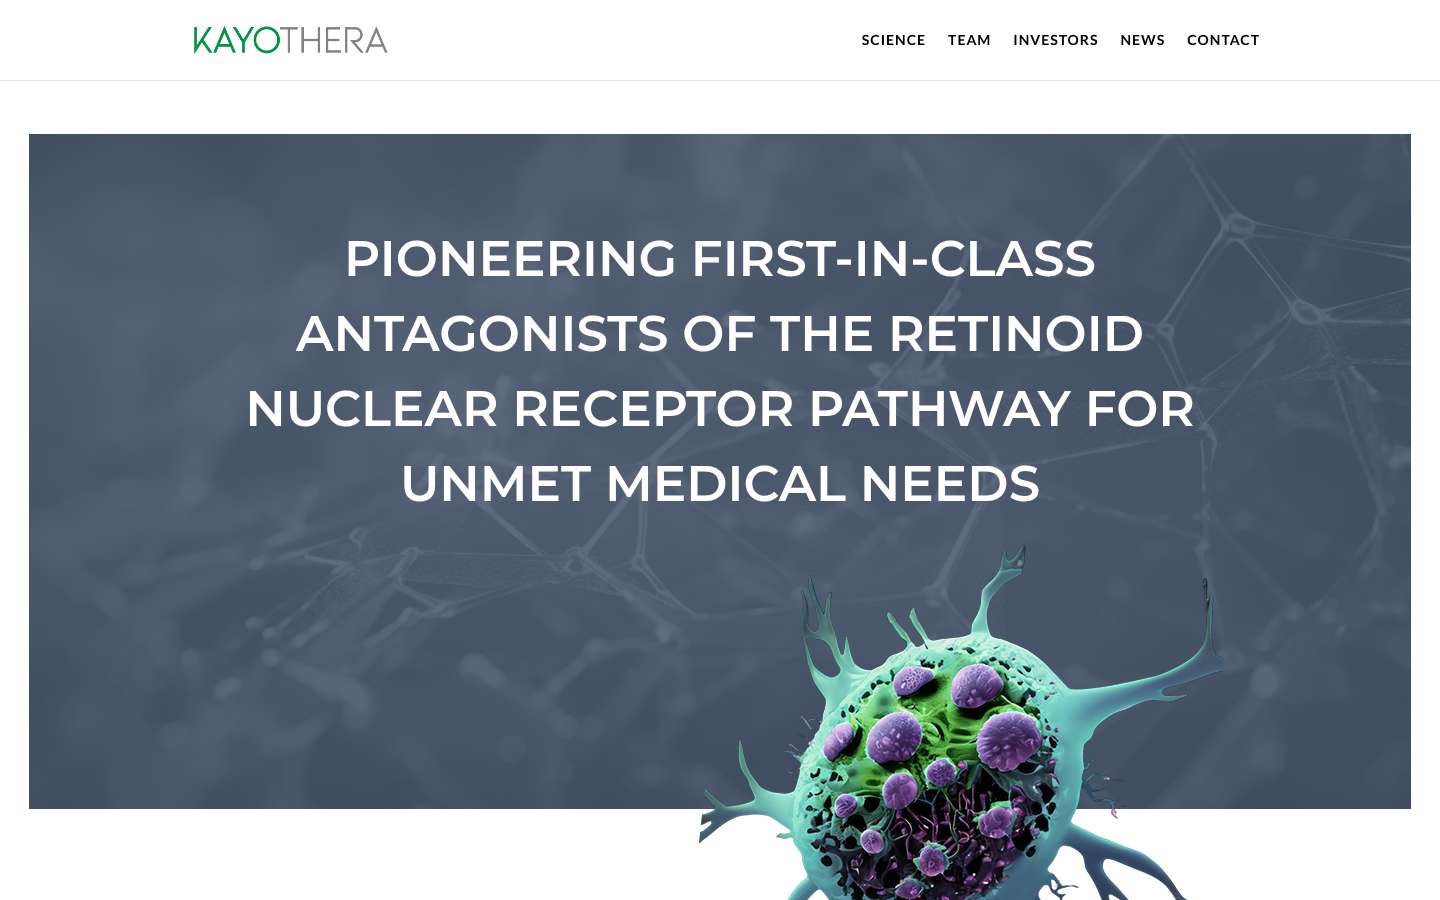 KAYOTHERA
SCIENCE TEAM INVESTORS NEWS CONTACT
PIONEERING FIRST-IN-CLASS
ANTAGONISTS OF THE RETINOID
NUCLEAR RECEPTOR PATHWAY FOR
UNMET MEDICAL NEEDS